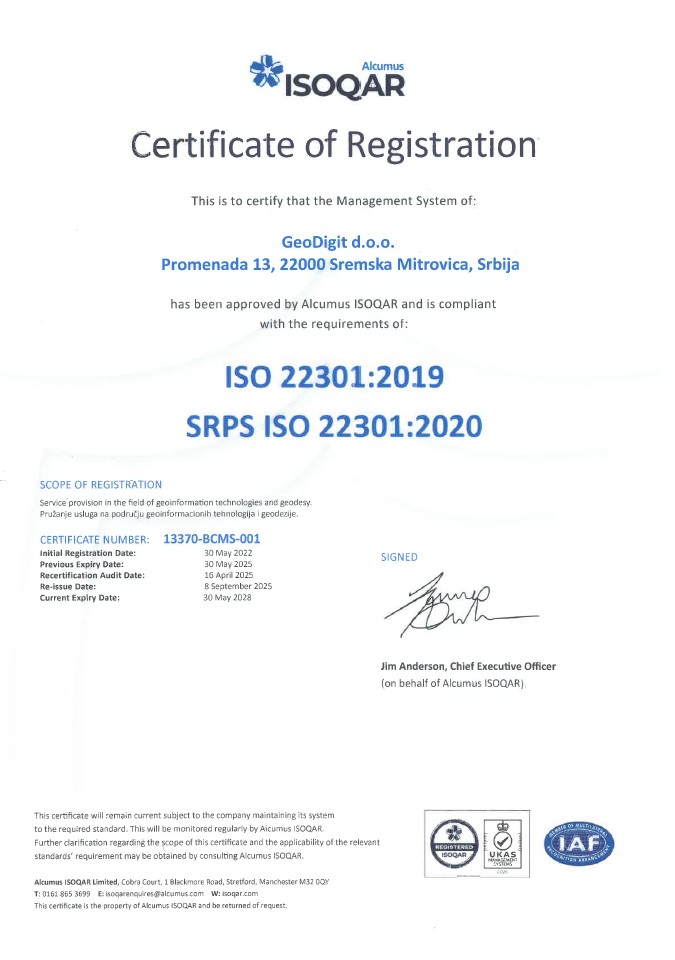 Alcumus
ISOQAR
Certificate of Registration
This is to certify that the Management System of:
GeoDigit d.o.o.
Promenada 13, 22000 Sremska Mitrovica, Srbija
has been approved by Alcumus ISOQAR and is compliant
with the requirements of:
ISO 22301:2019
SRPS ISO 22301:2020
SCOPE OF REGISTRATION
Service provision in the field of geoinformation technologies and geodesy.
Pružanje usluga na području geoinformacionih tehnologija i geodezije.
CERTIFICATE NUMBER: 13370-BCMS-001
Initial Registration Date: 30 May 2022
Previous Expiry Date: 30 May 2025
Recertification Audit Date: 16 April 2025
Re-issue Date: 8 September 2025
Current Expiry Date: 30 May 2028
SIGNED
Jim Anderson, Chief Executive Officer
(on behalf of Alcumus ISOQAR)
This certificate will remain current subject to the company maintaining its system
to the required standard. This will be monitored regularly by Alcumus ISOQAR.
Further clarification regarding the scope of this certificate and the applicability of the relevant
standards' requirement may be obtained by consulting Alcumus ISOQAR.
Alcumus ISOQAR Limited, Cobra Court, 1 Blackmore Road, Stretford, Manchester M32 0QY
T: 0161 865 3699 E: isoqarenquires@alcumus.com W: isoqar.com
This certificate is the property of Alcumus ISOQAR and be returned of request.
REGISTERED
ISOQAR
UKAS
MANAGEMENT
SYSTEMS
MEMBER OF MULTILATERAL
IAF
RECOGNITION ARRANGEMENT